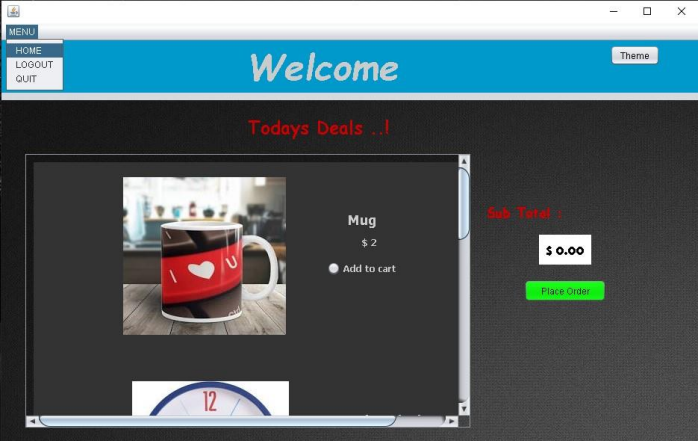 MENU
HOME
LOGOUT
QUIT
Welcome
Theme
Todays Deals ..!
Mug
$ 2
Add to cart
I U
Sub Total :
$ 0.00
Place Order
12